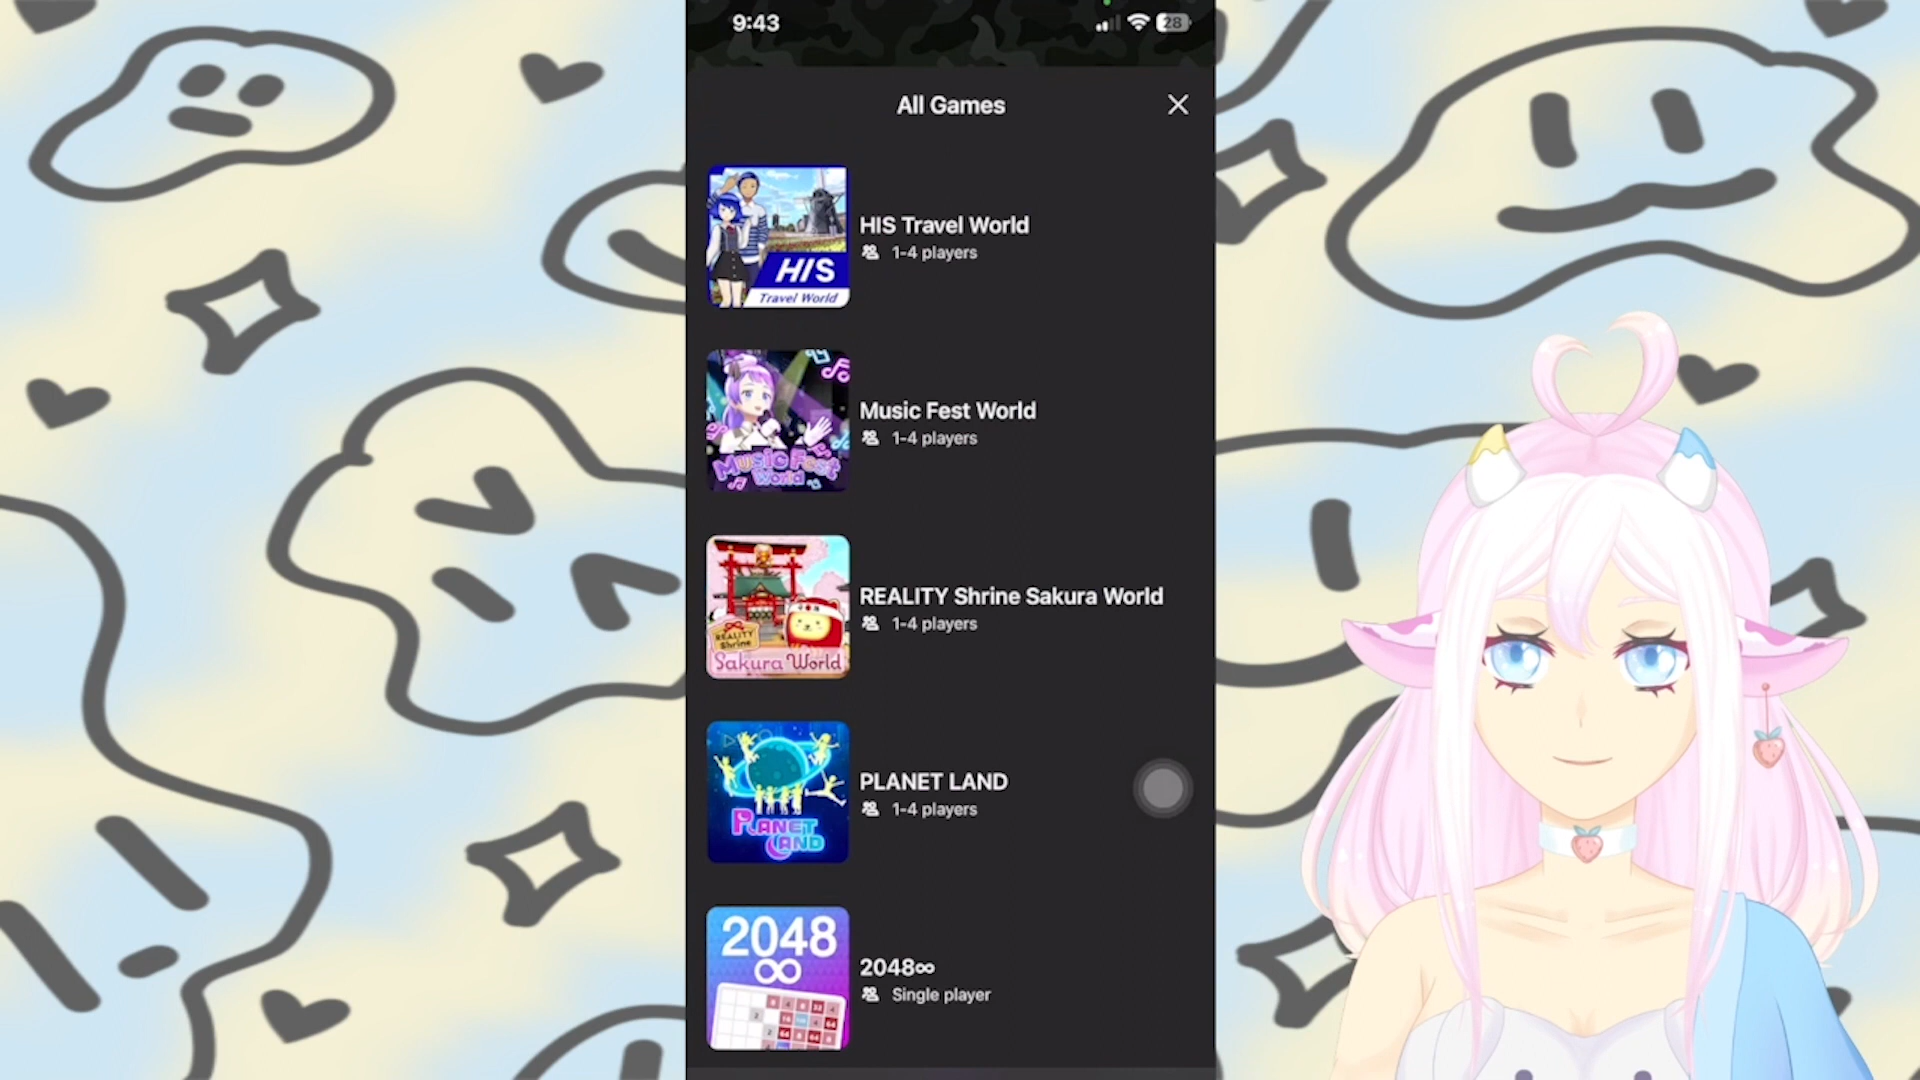 9:43
28
All Games
HIS
Travel World
HIS Travel World
1-4 players
Music Fest
World
Music Fest World
1-4 players
REALITY
Shrine
Sakura World
REALITY Shrine Sakura World
1-4 players
PLANET
LAND
PLANET LAND
1-4 players
2048
∞
2048∞
Single player